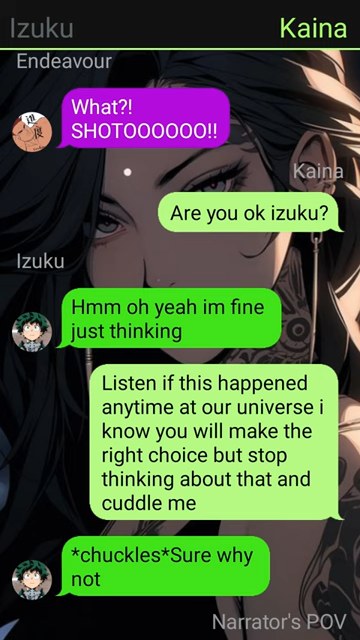 Izuku Kaina
Endeavour
What?!
SHOTOOOOOO!!
Kaina
Are you ok izuku?
Izuku
Hmm oh yeah im fine
just thinking
Listen if this happened
anytime at our universe i
know you will make the
right choice but stop
thinking about that and
cuddle me
*chuckles*Sure why
not
Narrator's POV